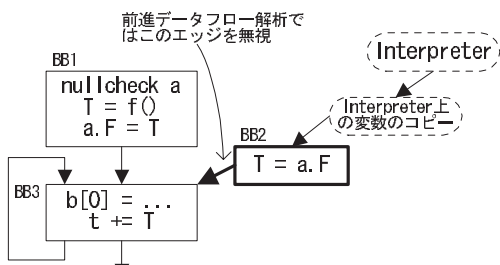 前進データフロー解析で
はこのエッジを無視
Interpreter
BB1
nullcheck a
T = f()
a.F = T
Interpreter上
の変数のコピー
BB2
T = a.F
BB3
b[0] = ...
t += T